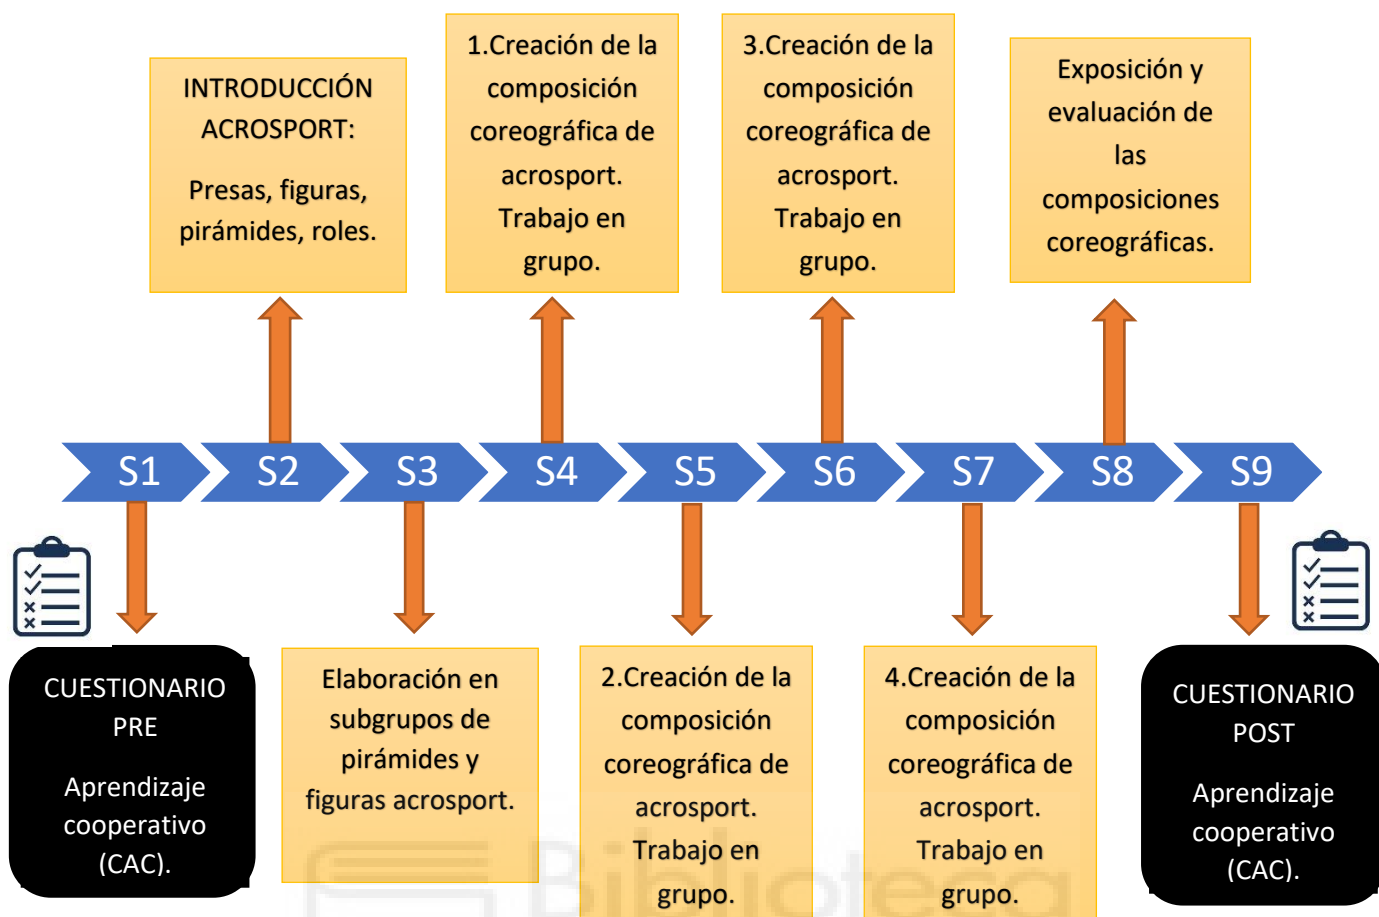 INTRODUCCIÓN
ACROSPORT:
Presas, figuras,
pirámides, roles.
1.Creación de la
composición
coreográfica de
acrosport.
Trabajo en
grupo.
3.Creación de la
composición
coreográfica de
acrosport.
Trabajo en
grupo.
Exposición y
evaluación de
las
composiciones
coreográficas.
S1
S2
S3
S4
S5
S6
S7
S8
S9
CUESTIONARIO
PRE
Aprendizaje
cooperativo
(CAC).
Elaboración en
subgrupos de
pirámides y
figuras acrosport.
2.Creación de la
composición
coreográfica de
acrosport.
Trabajo en
grupo.
4.Creación de la
composición
coreográfica de
acrosport.
Trabajo en
grupo.
CUESTIONARIO
POST
Aprendizaje
cooperativo
(CAC).
Biblioteca